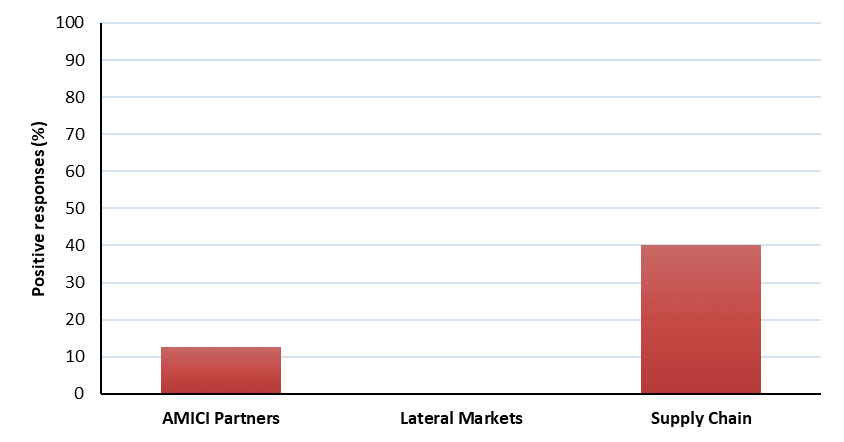 Positive responses (%)
100
90
80
70
60
50
40
30
20
10
0
AMICI Partners
Lateral Markets
Supply Chain